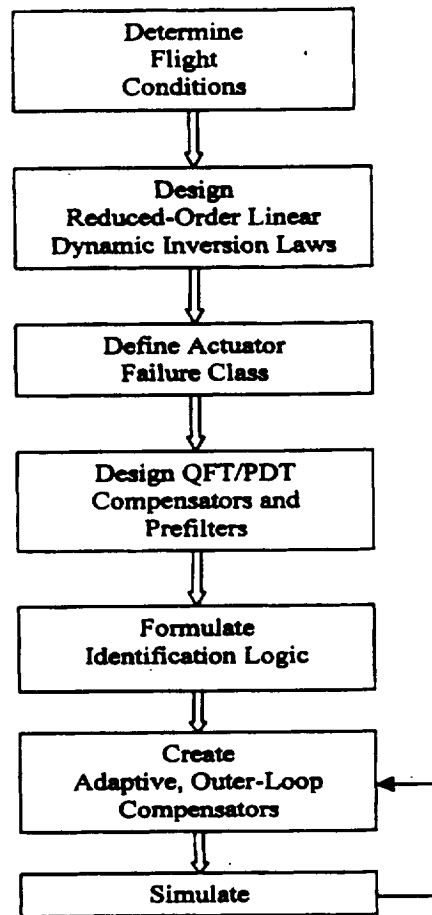 Determine
Flight
Conditions
Design
Reduced-Order Linear
Dynamic Inversion Laws
Define Actuator
Failure Class
Design QFT/PDT
Compensators and
Prefilters
Formulate
Identification Logic
Create
Adaptive, Outer-Loop
Compensators
Simulate